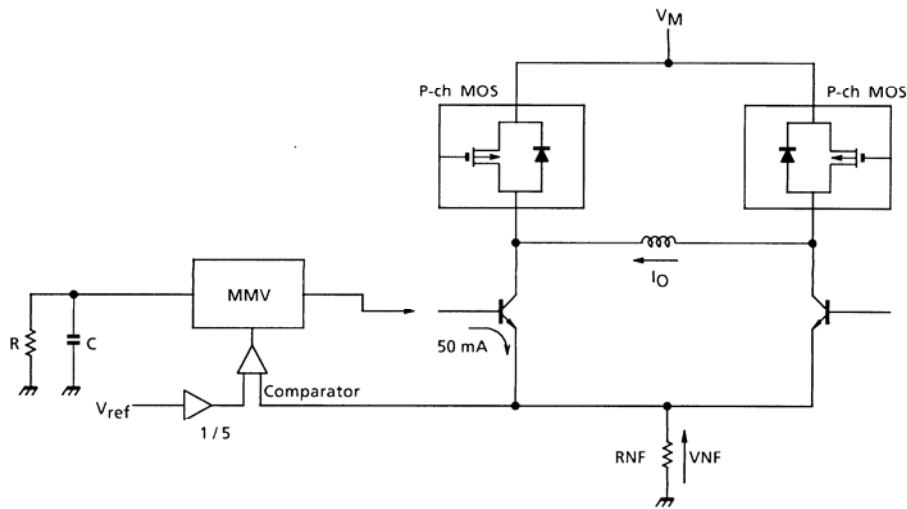 VM
P-ch MOS
P-ch MOS
IO
MMV
R
C
50 mA
Comparator
Vref
1/5
RNF
VNF